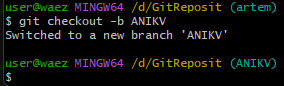 user@waez MINGW64 /d/GitReposit (artem)
$ git checkout -b ANIKV
Switched to a new branch 'ANIKV'
user@waez MINGW64 /d/GitReposit (ANIKV)
$